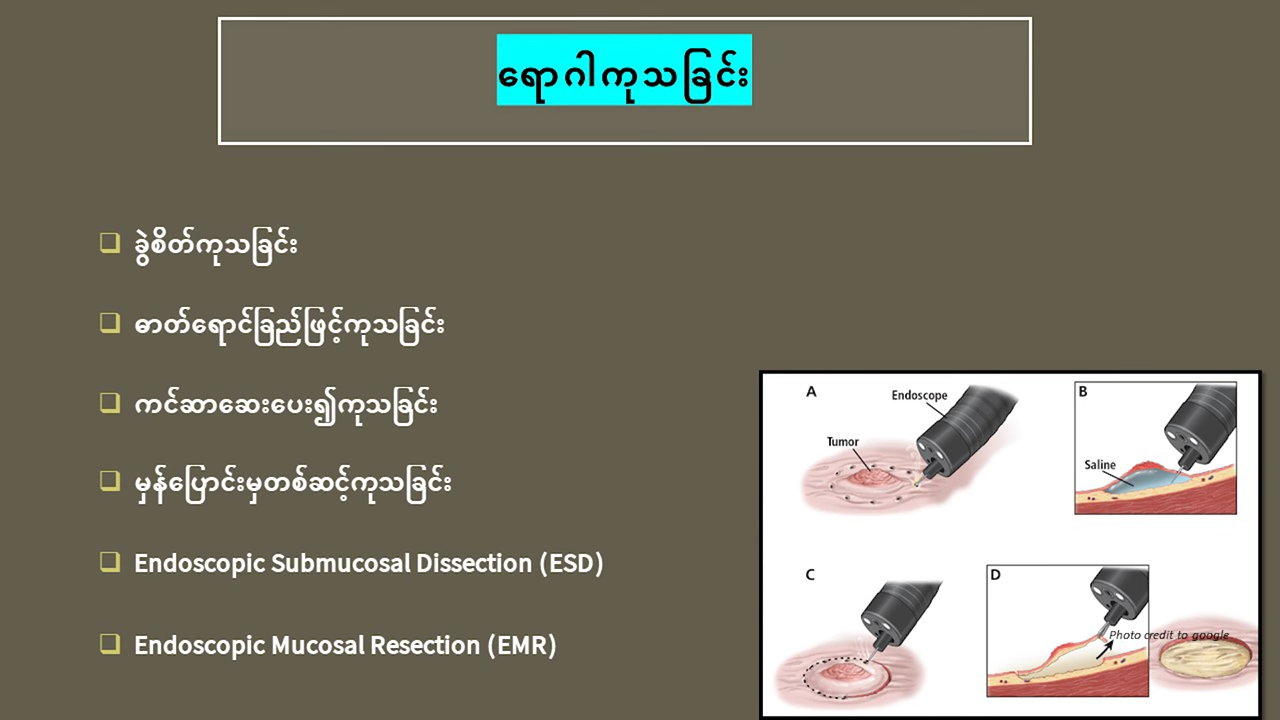 ရောဂါကုသခြင်း
ခွဲစိတ်ကုသခြင်း
ဓာတ်ရောင်ခြည်ဖြင့်ကုသခြင်း
ကင်ဆာဆေးပေး၍ကုသခြင်း
မှန်ပြောင်းမှတစ်ဆင့်ကုသခြင်း
Endoscopic Submucosal Dissection (ESD)
Endoscopic Mucosal Resection (EMR)
A
Endoscope
Tumor
B
Saline
C
D
Photo credit to google